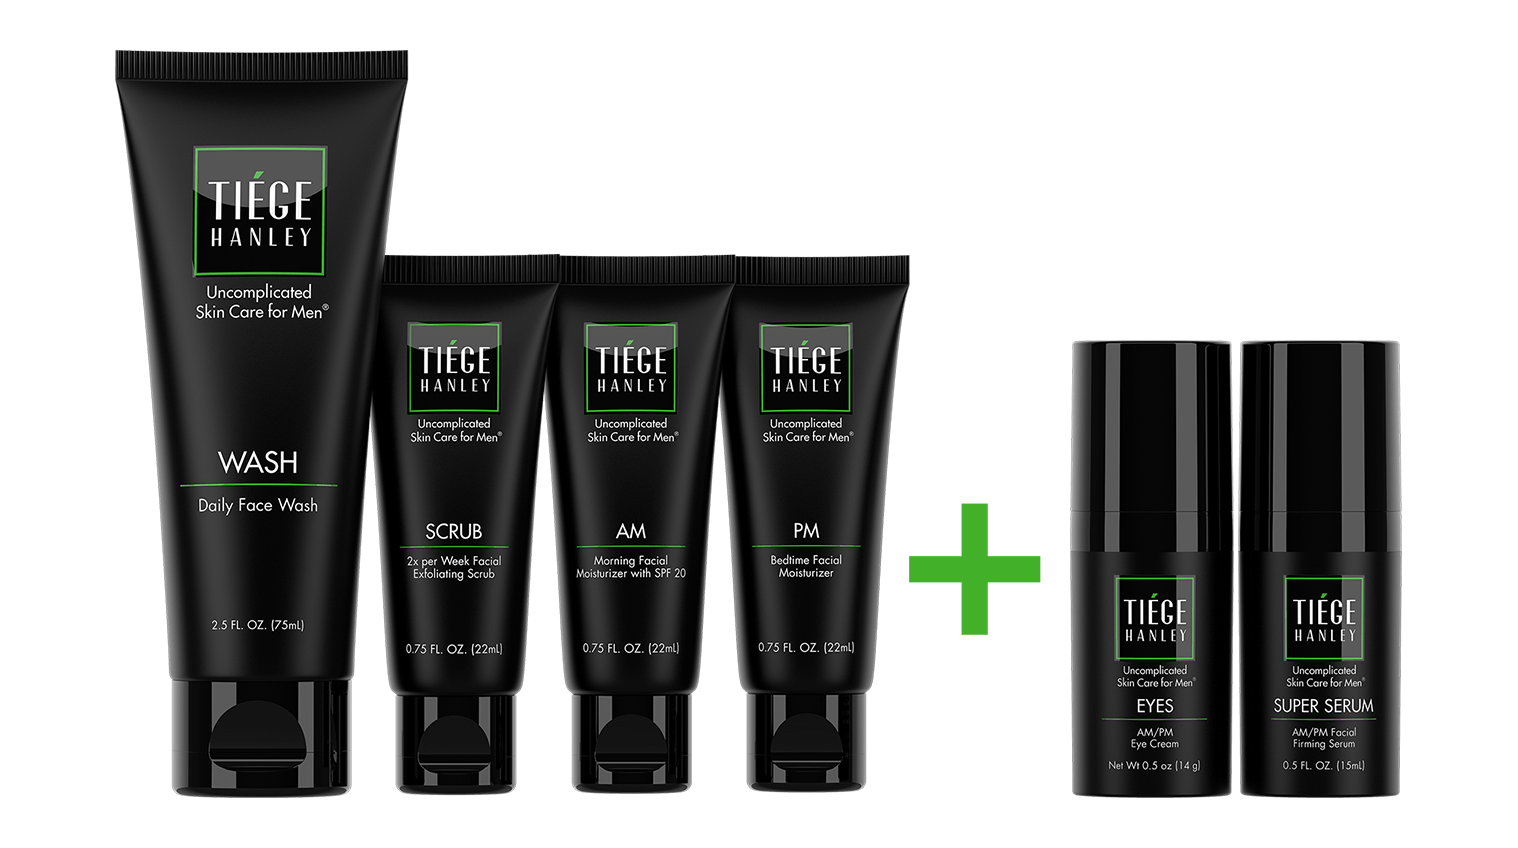 TIÉGE
HANLEY
Uncomplicated
Skin Care for Men®
WASH
Daily Face Wash
2.5 FL. OZ. (75mL)
TIÉGE
HANLEY
Uncomplicated
Skin Care for Men®
SCRUB
2x per Week Facial
Exfoliating Scrub
0.75 FL. OZ. (22mL)
TIÉGE
HANLEY
Uncomplicated
Skin Care for Men®
AM
Morning Facial
Moisturizer with SPF 20
0.75 FL. OZ. (22mL)
TIÉGE
HANLEY
Uncomplicated
Skin Care for Men®
PM
Bedtime Facial
Moisturizer
0.75 FL. OZ. (22mL)
TIÉGE
HANLEY
Uncomplicated
Skin Care for Men®
EYES
AM/PM
Eye Cream
Net Wt 0.5 oz (14 g)
TIÉGE
HANLEY
Uncomplicated
Skin Care for Men®
SUPER SERUM
AM/PM Facial
Firming Serum
0.5 FL. OZ. (15mL)